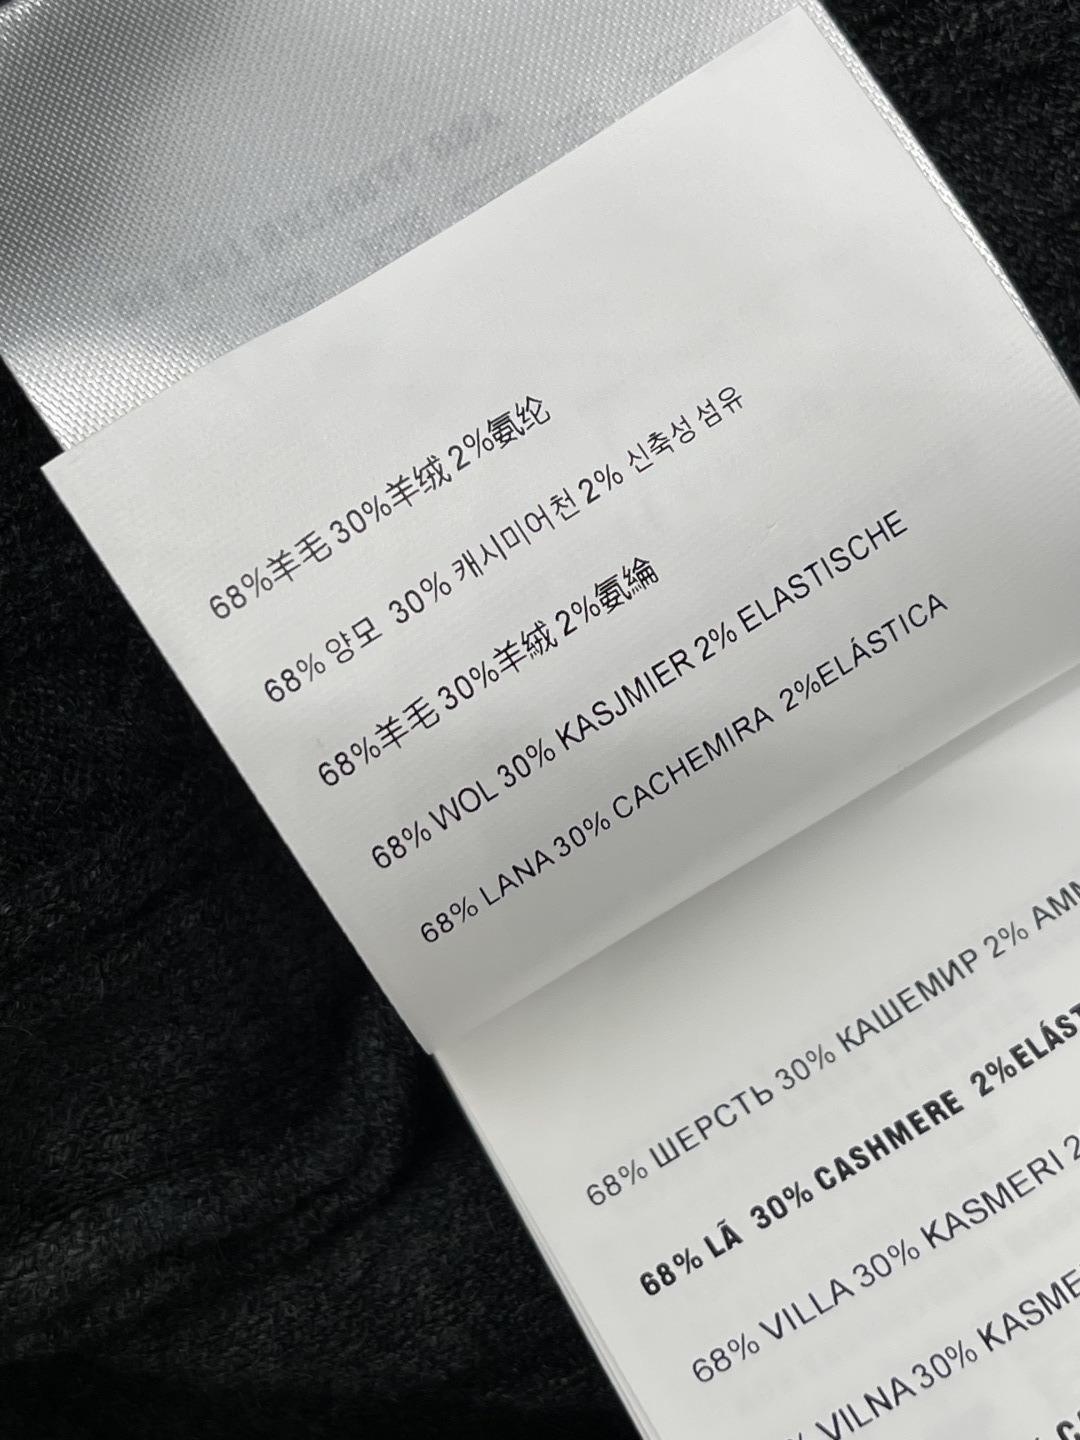 68%羊毛 30%羊绒 2%氨纶
68% 양모 30% 캐시미어천 2% 신축성 섬유
68%羊毛 30%羊絨 2%氨綸
68% WOL 30% KASJMIER 2% ELASTISCHE
68% LANA 30% CACHEMIRA 2%ELÁSTICA
68% ШЕРСТЬ 30% КАШЕМИР 2%
68% LÃ 30% CASHMERE
68% VILLA 30% KASMERI
VILNA 30%